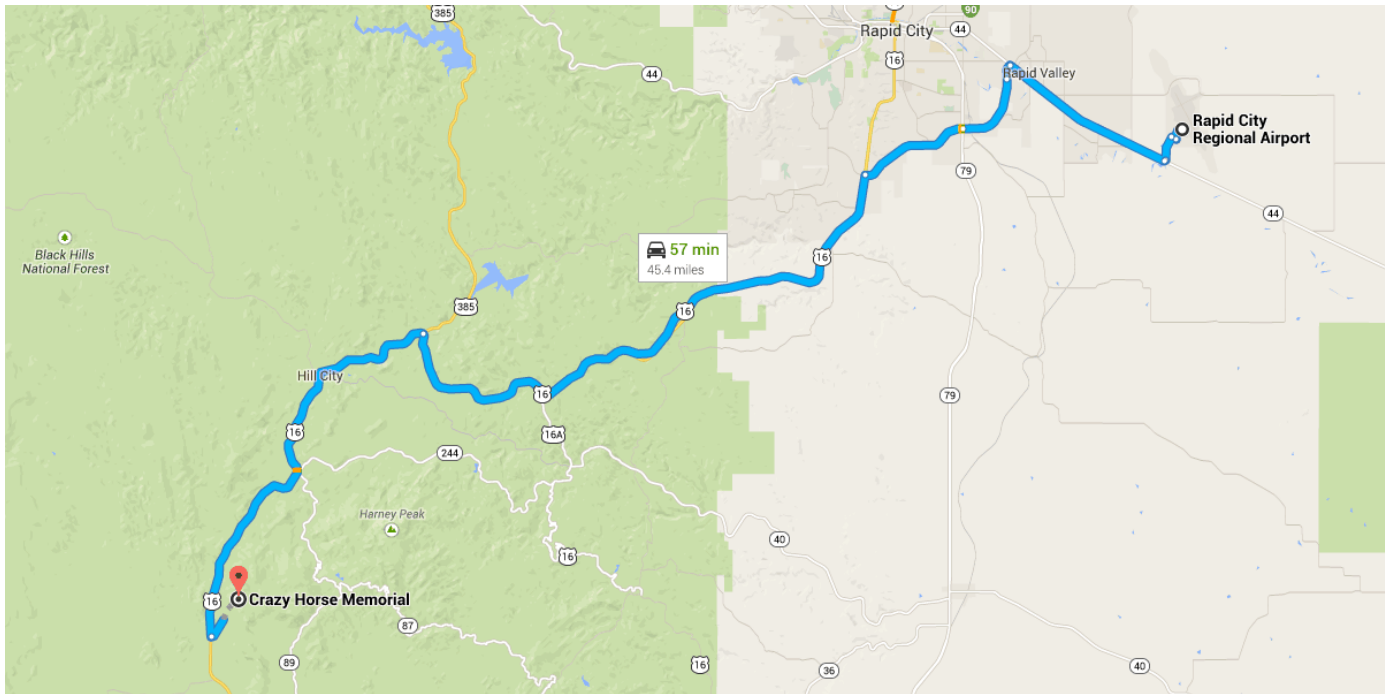 385
90
Rapid City
44
16
44
Rapid Valley
Rapid City
Regional Airport
79
44
Black Hills
National Forest
57 min
45.4 miles
16
385
16
Hill City
16
79
16
16A
244
Harney Peak
40
16
16
Crazy Horse Memorial
87
89
16
36
40